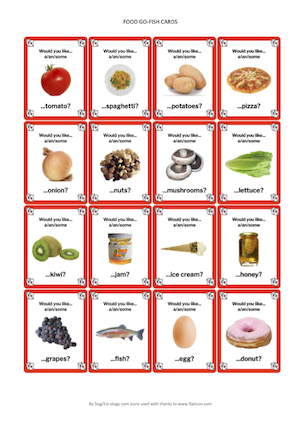 FOOD GO-FISH CARDS
Would you like... Would you like... Would you like... Would you like...
a/an/some a/an/some a/an/some a/an/some
...tomato? ...spaghetti? ...potatoes? ...pizza?
Would you like... Would you like... Would you like... Would you like...
a/an/some a/an/some a/an/some a/an/some
...onion? ...nuts? ...mushrooms? ...lettuce?
Would you like... Would you like... Would you like... Would you like...
a/an/some a/an/some a/an/some a/an/some
...kiwi? ...jam? ...ice cream? ...honey?
Would you like... Would you like... Would you like... Would you like...
a/an/some a/an/some a/an/some a/an/some
...grapes? ...fish? ...egg? ...donut?
icons used with thanks to www.flaticon.com